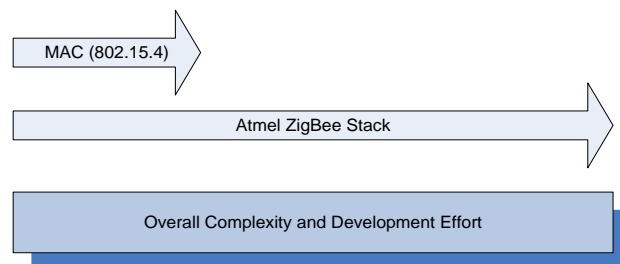 MAC (802.15.4)
Atmel ZigBee Stack
Overall Complexity and Development Effort